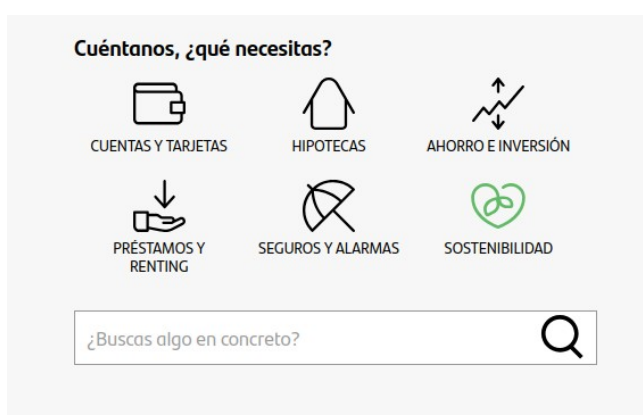 Cuéntanos, ¿qué necesitas?
CUENTAS Y TARJETAS
HIPOTECAS
AHORRO E INVERSIÓN
PRÉSTAMOS Y
RENTING
SEGUROS Y ALARMAS
SOSTENIBILIDAD
¿Buscas algo en concreto?